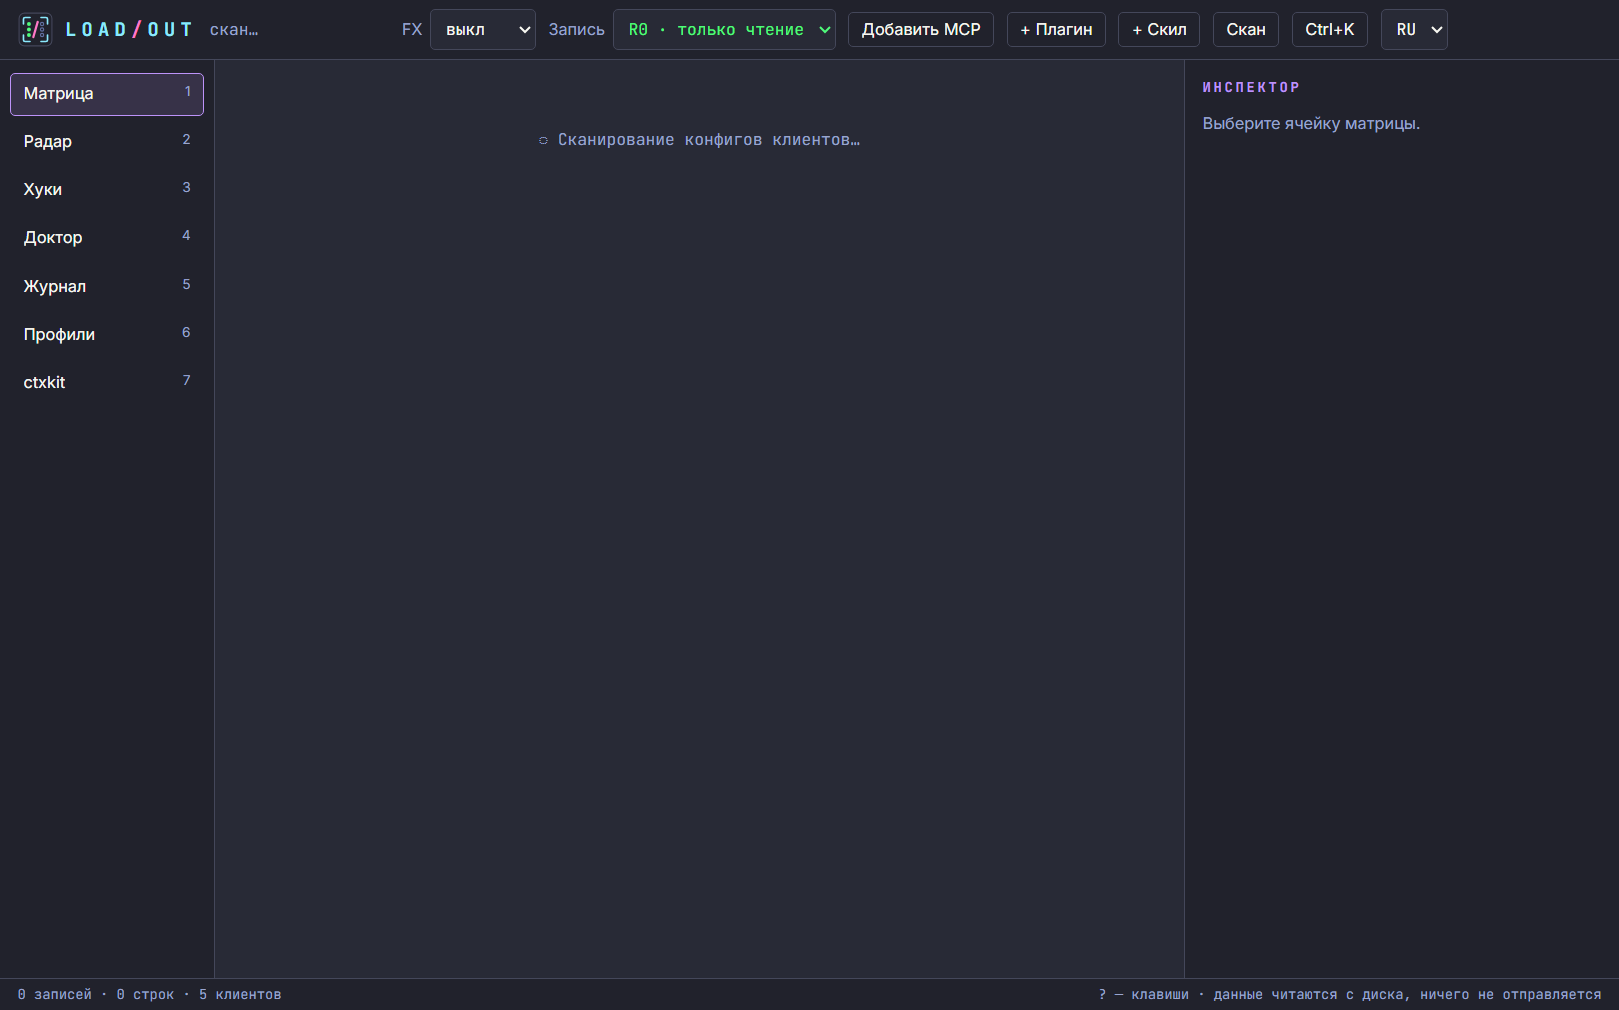 LOAD/OUT скан… FX выкл Запись R0 · только чтение Добавить MCP + Плагин + Скил Скан Ctrl+K RU
Матрица 1
Радар 2
Хуки 3
Доктор 4
Журнал 5
Профили 6
ctxkit 7
◌ Сканирование конфигов клиентов…
ИНСПЕКТОР
Выберите ячейку матрицы.
0 записей · 0 строк · 5 клиентов
? — клавиши · данные читаются с диска, ничего не отправляется